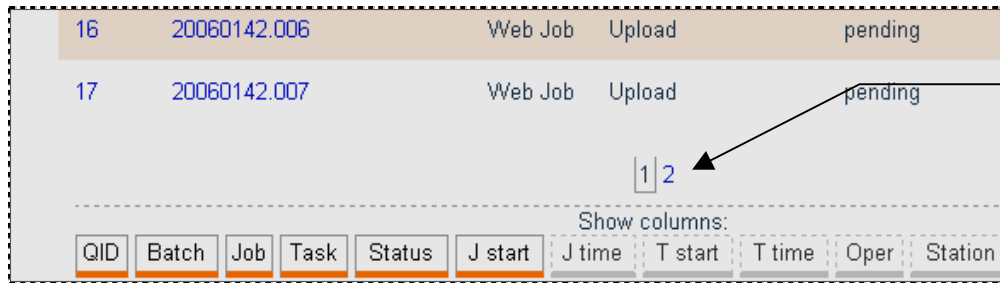 16 20060142.006 Web Job Upload pending
17 20060142.007 Web Job Upload pending
1 2
Show columns:
QID Batch Job Task Status J start J time T start T time Oper Station